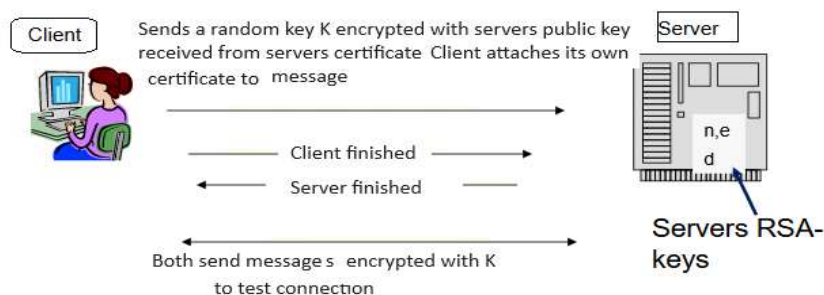 Client
Sends a random key K encrypted with servers public key
received from servers certificate Client attaches its own
certificate to message
Server
n,e
d
Client finished
Server finished
Servers RSA-
keys
Both send messages encrypted with K
to test connection